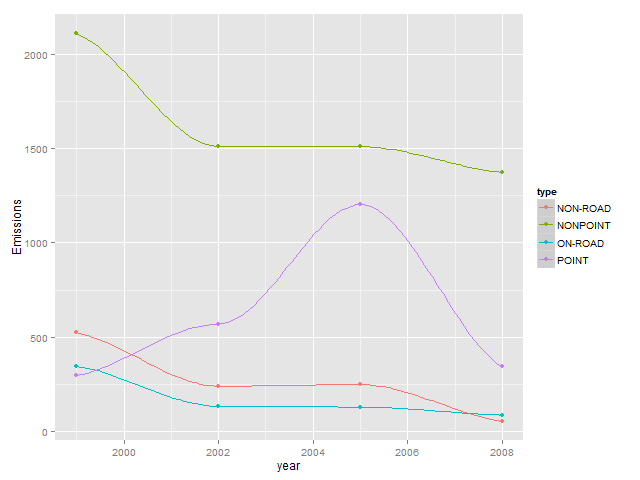 2000
1500
1000
500
0
Emissions
2000
2002
2004
2006
2008
year
type
NON-ROAD
NONPOINT
ON-ROAD
POINT